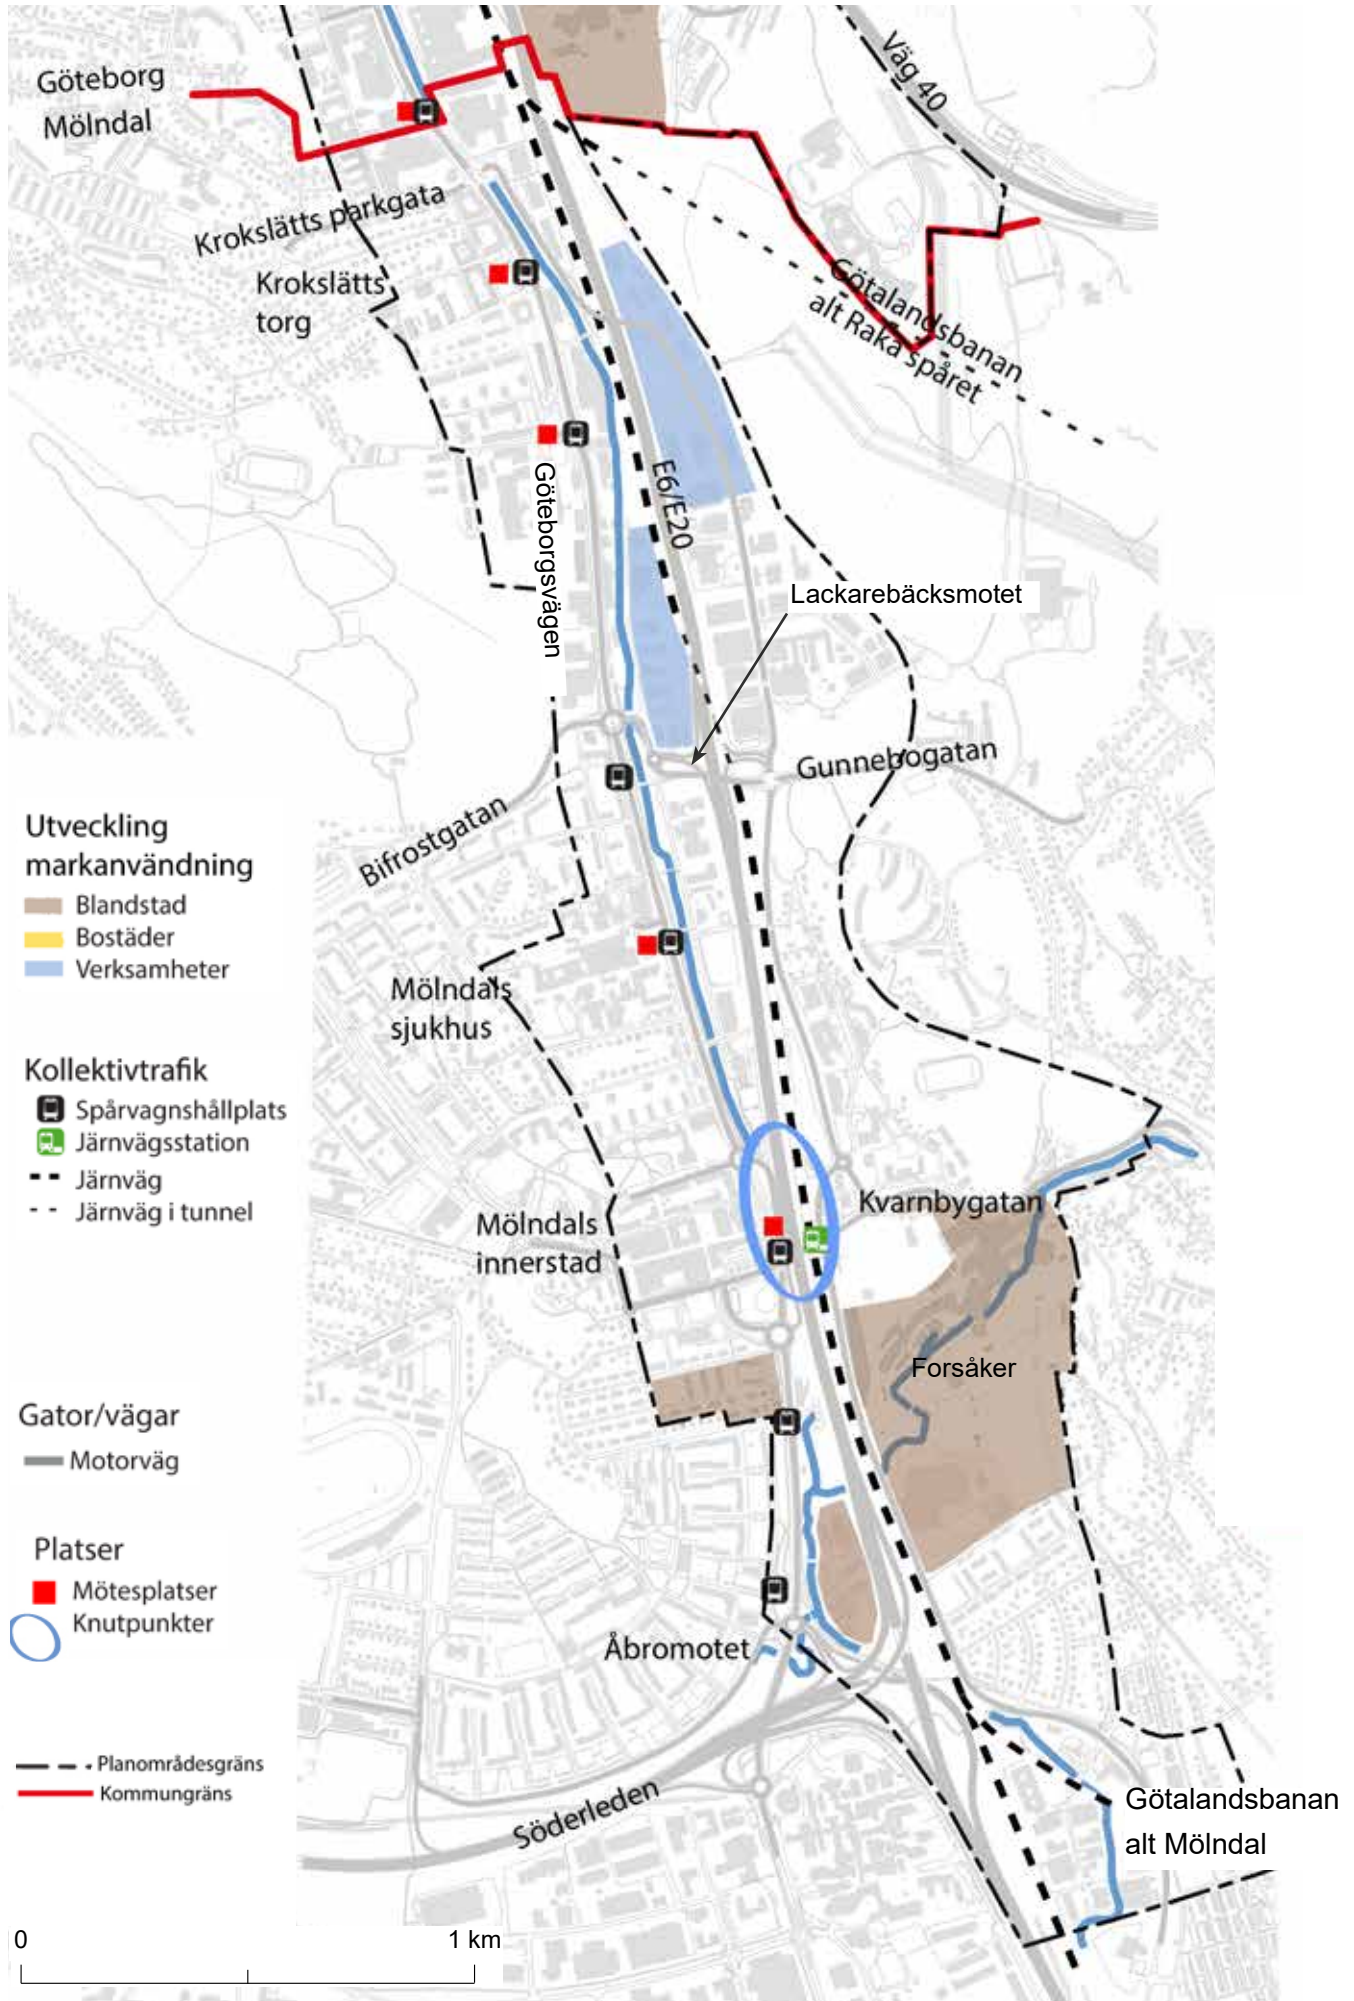 Göteborg
Mölndal
Väg 40
Krokslätts parkgata
Krokslätts
torg
Götalandsbanan
alt Raka spåret
Göteborgsvägen
E6/E20
Lackarebäcksmotet
Gunnebogatan
Bifrostgatan
Utveckling
markanvändning
Blandstad
Bostäder
Verksamheter
Mölndals
sjukhus
Kollektivtrafik
Spårvagnshållplats
Järnvägsstation
Järnväg
Järnväg i tunnel
Kvarnbygatan
Mölndals
innerstad
Forsåker
Gator/vägar
Motorväg
Platser
Mötesplatser
Knutpunkter
Åbromotet
Planområdesgräns
Kommungräns
Söderleden
Götalandsbanan
alt Mölndal
0 1 km